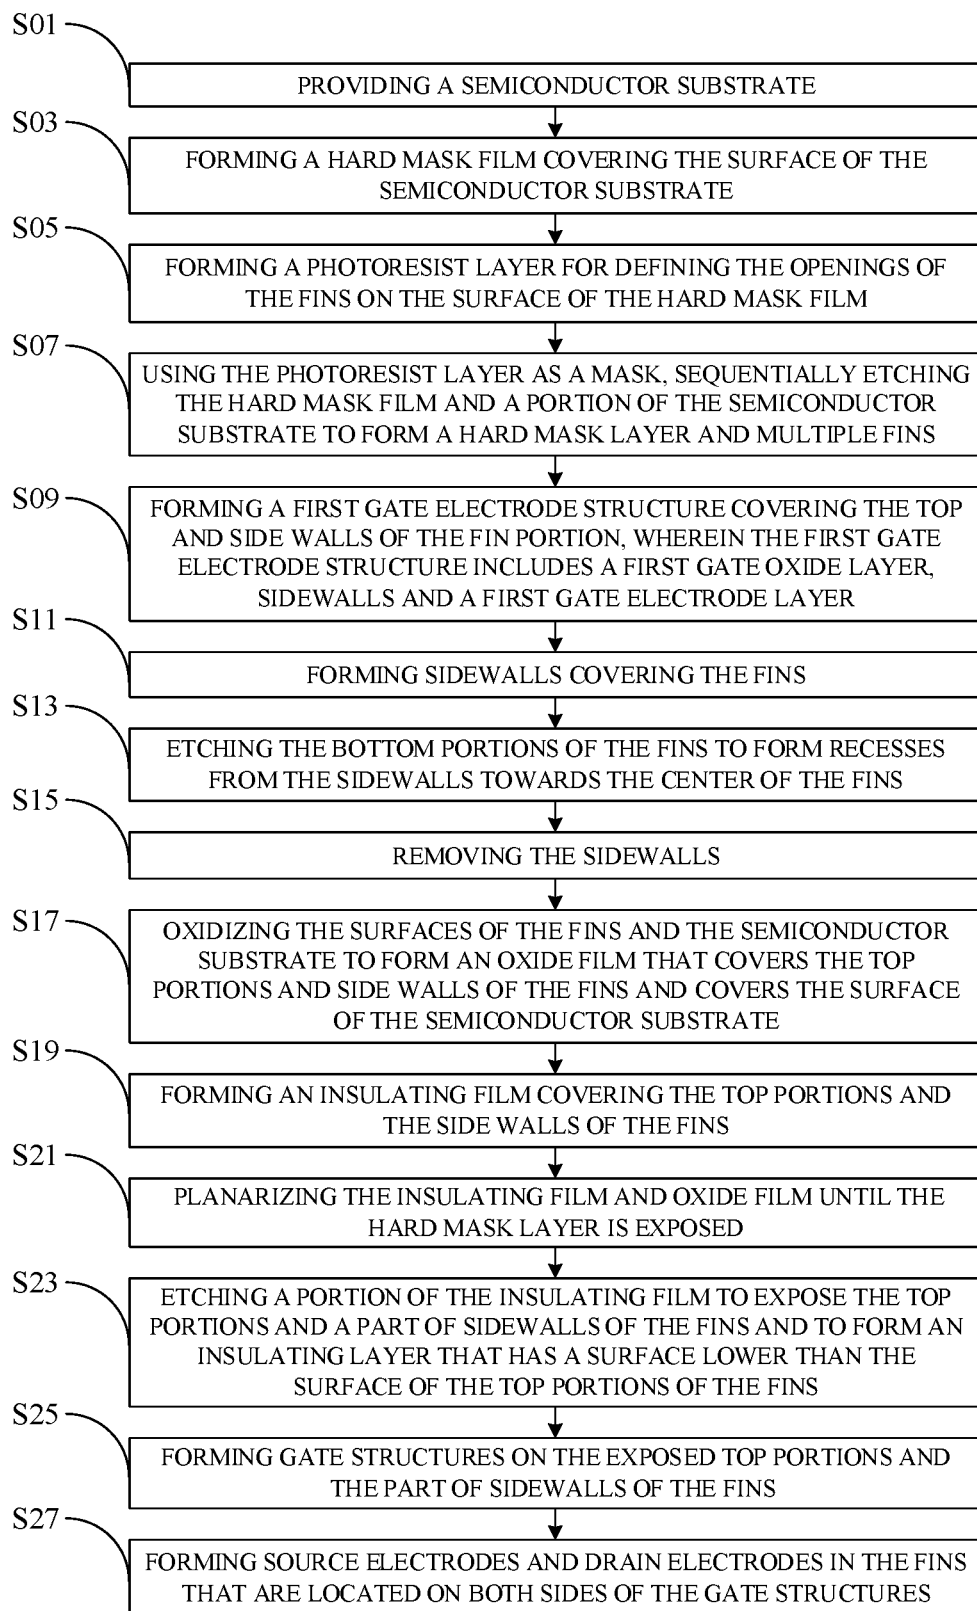 S01
PROVIDING A SEMICONDUCTOR SUBSTRATE
S03
FORMING A HARD MASK FILM COVERING THE SURFACE OF THE
SEMICONDUCTOR SUBSTRATE
S05
FORMING A PHOTORESIST LAYER FOR DEFINING THE OPENINGS OF
THE FINS ON THE SURFACE OF THE HARD MASK FILM
S07
USING THE PHOTORESIST LAYER AS A MASK, SEQUENTIALLY ETCHING
THE HARD MASK FILM AND A PORTION OF THE SEMICONDUCTOR
SUBSTRATE TO FORM A HARD MASK LAYER AND MULTIPLE FINS
S09
FORMING A FIRST GATE ELECTRODE STRUCTURE COVERING THE TOP
AND SIDE WALLS OF THE FIN PORTION, WHEREIN THE FIRST GATE
ELECTRODE STRUCTURE INCLUDES A FIRST GATE OXIDE LAYER,
SIDEWALLS AND A FIRST GATE ELECTRODE LAYER
S11
FORMING SIDEWALLS COVERING THE FINS
S13
ETCHING THE BOTTOM PORTIONS OF THE FINS TO FORM RECESSES
FROM THE SIDEWALLS TOWARDS THE CENTER OF THE FINS
S15
REMOVING THE SIDEWALLS
S17
OXIDIZING THE SURFACES OF THE FINS AND THE SEMICONDUCTOR
SUBSTRATE TO FORM AN OXIDE FILM THAT COVERS THE TOP
PORTIONS AND SIDE WALLS OF THE FINS AND COVERS THE SURFACE
OF THE SEMICONDUCTOR SUBSTRATE
S19
FORMING AN INSULATING FILM COVERING THE TOP PORTIONS AND
THE SIDE WALLS OF THE FINS
S21
PLANARIZING THE INSULATING FILM AND OXIDE FILM UNTIL THE
HARD MASK LAYER IS EXPOSED
S23
ETCHING A PORTION OF THE INSULATING FILM TO EXPOSE THE TOP
PORTIONS AND A PART OF SIDEWALLS OF THE FINS AND TO FORM AN
INSULATING LAYER THAT HAS A SURFACE LOWER THAN THE
SURFACE OF THE TOP PORTIONS OF THE FINS
S25
FORMING GATE STRUCTURES ON THE EXPOSED TOP PORTIONS AND
THE PART OF SIDEWALLS OF THE FINS
S27
FORMING SOURCE ELECTRODES AND DRAIN ELECTRODES IN THE FINS
THAT ARE LOCATED ON BOTH SIDES OF THE GATE STRUCTURES